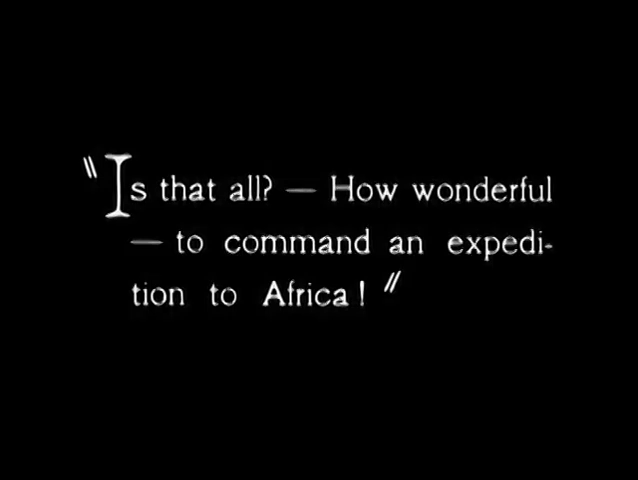 "Is that all? — How wonderful
— to command an expedi-
tion to Africa!"